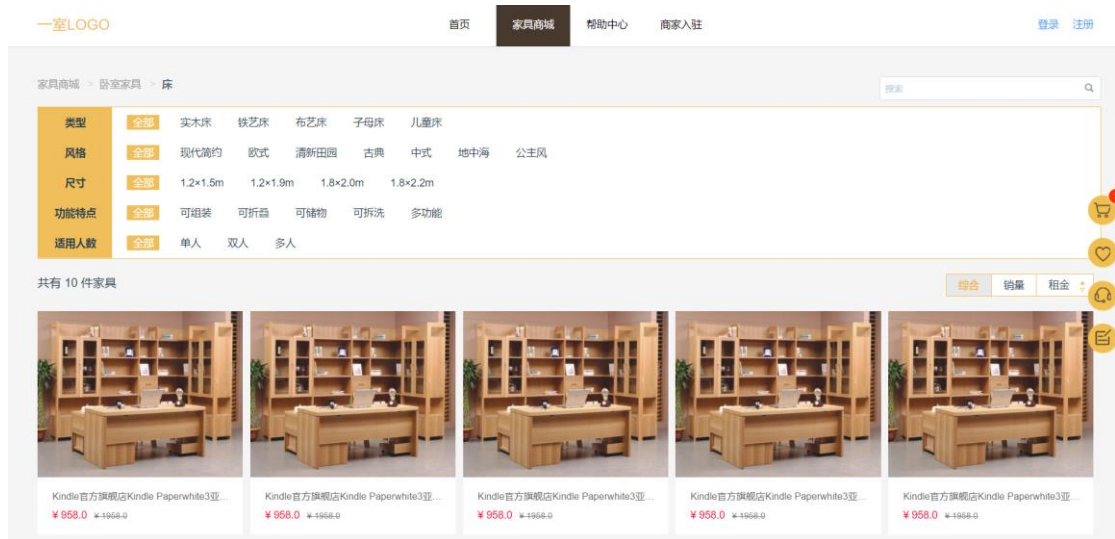 一室LOGO 首页 家具商城 帮助中心 商家入驻 登录 注册
家具商城 > 卧室家具 > 床 搜索
类型 全部 实木床 铁艺床 布艺床 子母床 儿童床
风格 全部 现代简约 欧式 清新田园 古典 中式 地中海 公主风
尺寸 全部 1.2×1.5m 1.2×1.9m 1.8×2.0m 1.8×2.2m
功能特点 全部 可组装 可折叠 可储物 可拆洗 多功能
适用人数 全部 单人 双人 多人
共有 10 件家具 综合 销量 租金
Kindle官方旗舰店Kindle Paperwhite3亚... Kindle官方旗舰店Kindle Paperwhite3亚... Kindle官方旗舰店Kindle Paperwhite3亚... Kindle官方旗舰店Kindle Paperwhite3亚... Kindle官方旗舰店Kindle Paperwhite3亚...
¥ 958.0 ¥ 1958.0 ¥ 958.0 ¥ 1958.0 ¥ 958.0 ¥ 1958.0 ¥ 958.0 ¥ 1958.0 ¥ 958.0 ¥ 1958.0